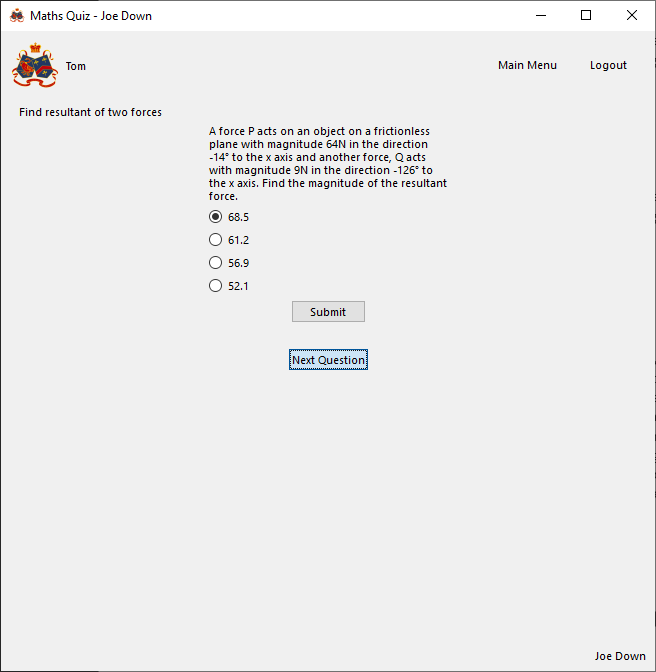 Maths Quiz - Joe Down
Tom
Main Menu
Logout
Find resultant of two forces
A force P acts on an object on a frictionless
plane with magnitude 64N in the direction
-14° to the x axis and another force, Q acts
with magnitude 9N in the direction -126° to
the x axis. Find the magnitude of the resultant
force.
68.5
61.2
56.9
52.1
Submit
Next Question
Joe Down